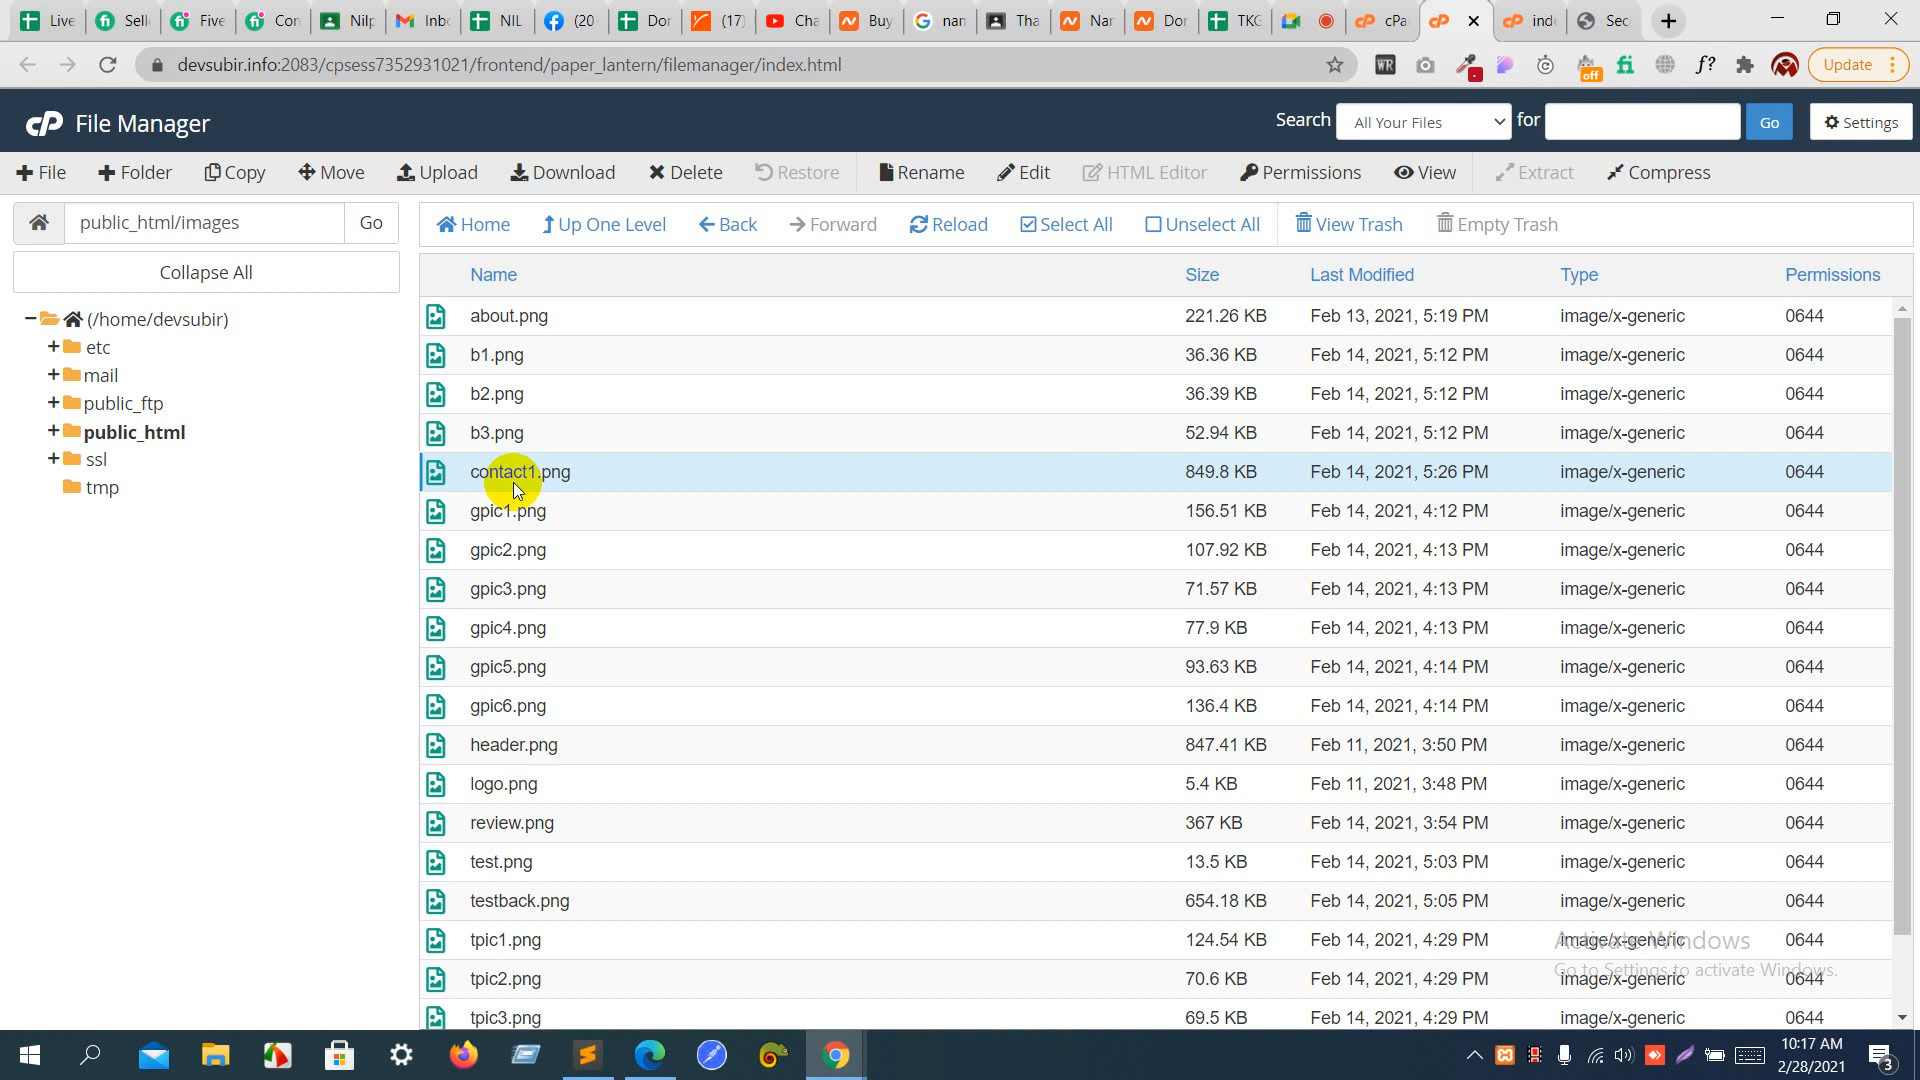 Live
Sell
Five
Con
Nilp
Inb
NIL
(20
Dor
(17)
Cha
Buy
nan
Tha
Nar
Dor
TKG
cPa
inde
Sec
devsubir.info:2083/cpsess7352931021/frontend/paper_lantern/filemanager/index.html
WR
off
f?
Update
cP File Manager
Search All Your Files for Go Settings
File Folder Copy Move Upload Download Delete Restore Rename Edit HTML Editor Permissions View Extract Compress
public_html/images Go
Home Up One Level Back Forward Reload Select All Unselect All View Trash Empty Trash
Collapse All
(/home/devsubir)
etc
mail
public_ftp
public_html
ssl
tmp
Name Size Last Modified Type Permissions
about.png 221.26 KB Feb 13, 2021, 5:19 PM image/x-generic 0644
b1.png 36.36 KB Feb 14, 2021, 5:12 PM image/x-generic 0644
b2.png 36.39 KB Feb 14, 2021, 5:12 PM image/x-generic 0644
b3.png 52.94 KB Feb 14, 2021, 5:12 PM image/x-generic 0644
contact1.png 849.8 KB Feb 14, 2021, 5:26 PM image/x-generic 0644
gpic1.png 156.51 KB Feb 14, 2021, 4:12 PM image/x-generic 0644
gpic2.png 107.92 KB Feb 14, 2021, 4:13 PM image/x-generic 0644
gpic3.png 71.57 KB Feb 14, 2021, 4:13 PM image/x-generic 0644
gpic4.png 77.9 KB Feb 14, 2021, 4:13 PM image/x-generic 0644
gpic5.png 93.63 KB Feb 14, 2021, 4:14 PM image/x-generic 0644
gpic6.png 136.4 KB Feb 14, 2021, 4:14 PM image/x-generic 0644
header.png 847.41 KB Feb 11, 2021, 3:50 PM image/x-generic 0644
logo.png 5.4 KB Feb 11, 2021, 3:48 PM image/x-generic 0644
review.png 367 KB Feb 14, 2021, 3:54 PM image/x-generic 0644
test.png 13.5 KB Feb 14, 2021, 5:03 PM image/x-generic 0644
testback.png 654.18 KB Feb 14, 2021, 5:05 PM image/x-generic 0644
tpic1.png 124.54 KB Feb 14, 2021, 4:29 PM image/x-generic 0644
tpic2.png 70.6 KB Feb 14, 2021, 4:29 PM image/x-generic 0644
tpic3.png 69.5 KB Feb 14, 2021, 4:29 PM image/x-generic 0644
Activate Windows
Go to Settings to activate Windows.
10:17 AM
2/28/2021
3